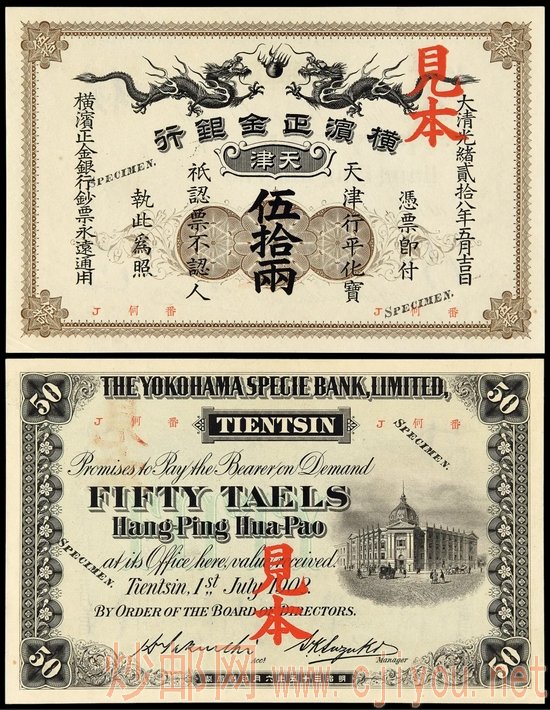 橫濱正金銀行
天津
見本
大清光緒貳拾八年五月吉日
憑票即付
天津行平化寶
伍拾兩
祇認票不認人
執此為照
橫濱正金銀行鈔票永遠通用
SPECIMEN.
SPECIMEN.
J 何 番
J 何 番
50 50
THE YOKOHAMA SPECIE BANK, LIMITED,
TIENTSIN
J 何 番
J 何 番
SPECIMEN.
Promises to Pay the Bearer on Demand
FIFTY TAELS
Hang-Ping Hua-Pao
SPECIMEN.
at its Office here, value received.
見本
Tientsin, 1st July 1902.
BY ORDER OF THE BOARD OF DIRECTORS.
Manager
50 50
炒邮网 www.cjiyou.net